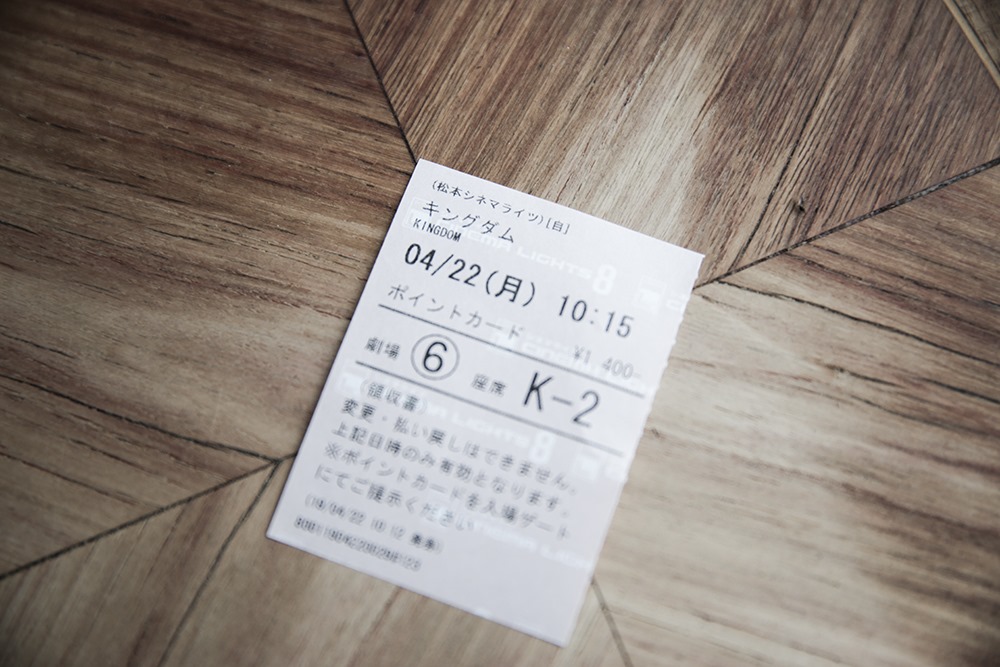 (松本シネマライツ)[自]
キングダム
KINGDOM
04/22(月) 10:15
ポイントカード ¥1,400-
劇場 ⑥ 座席 K-2
(領収書)
変更・払い戻しはできません。
上記日時のみ有効となります。
※ポイントカードを入場ゲート
にてご提示ください
CINEMA LIGHTS 8